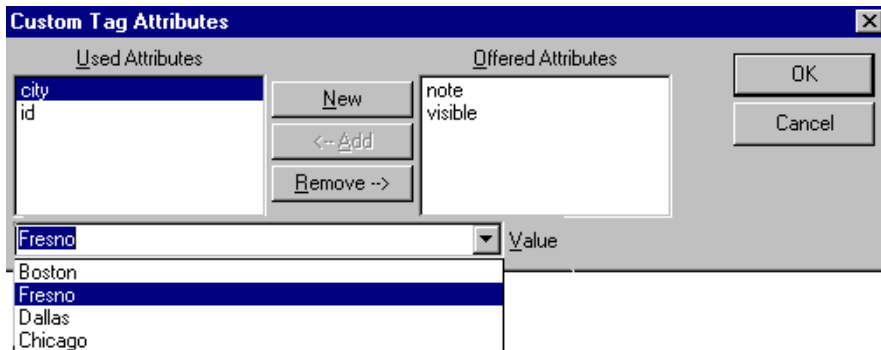 Custom Tag Attributes
Used Attributes
Offered Attributes
city
id
New
<-- Add
Remove -->
note
visible
OK
Cancel
Fresno
Value
Boston
Fresno
Dallas
Chicago